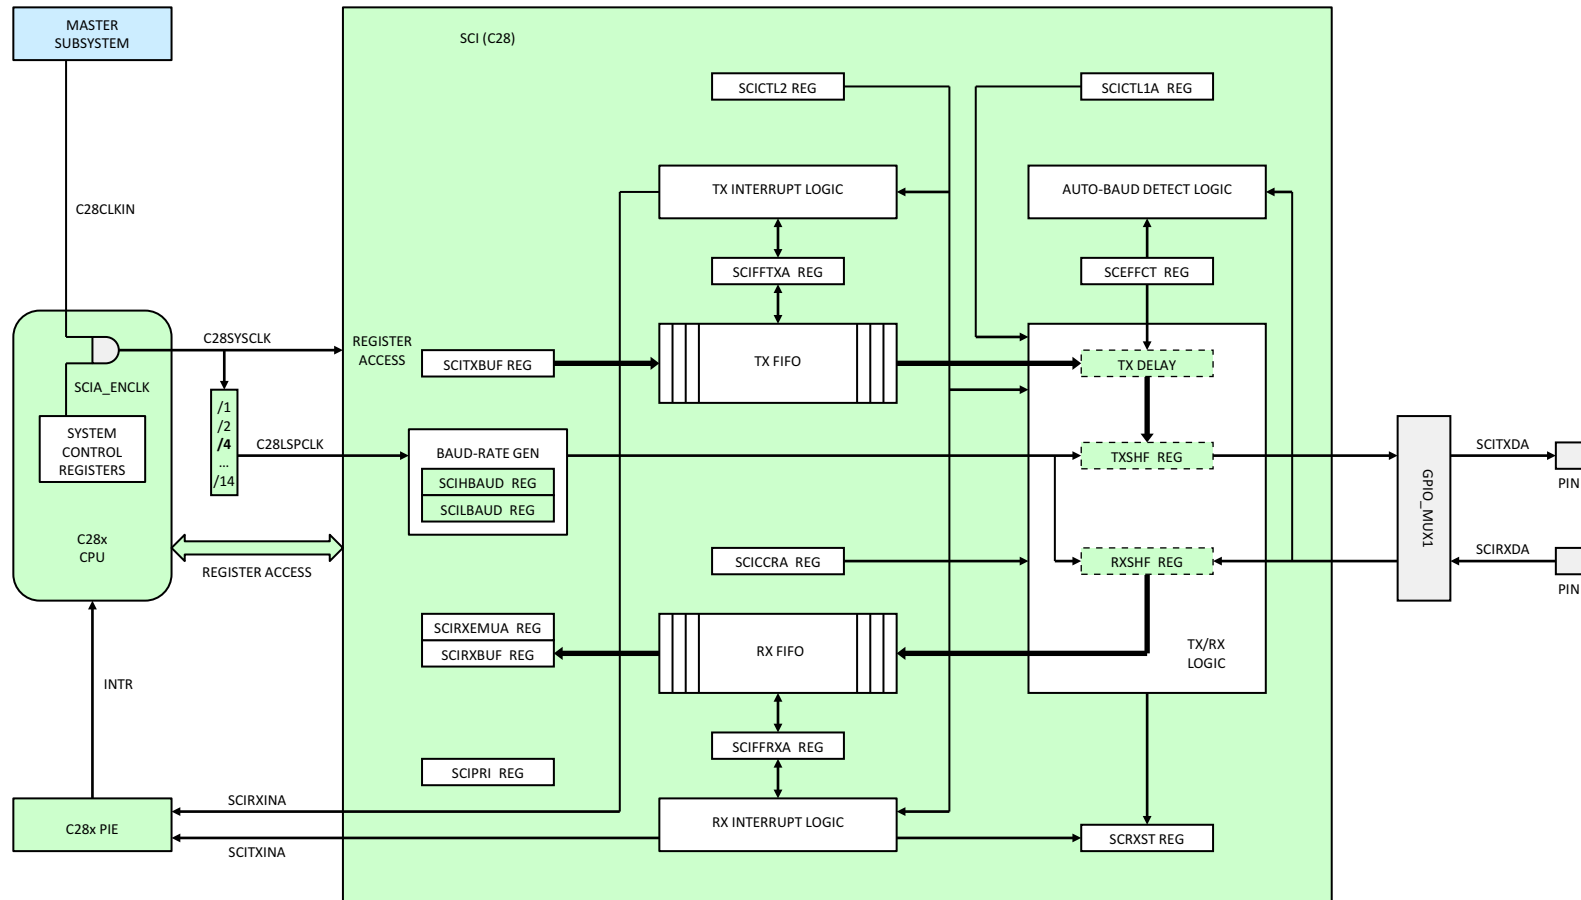 MASTER
SUBSYSTEM
SCI (C28)
SCICTL2 REG
SCICTL1A REG
C28CLKIN
TX INTERRUPT LOGIC
AUTO-BAUD DETECT LOGIC
SCIFFTXA REG
SCEFFCT REG
C28SYSCLK
REGISTER
ACCESS
SCITXBUF REG
TX FIFO
TX DELAY
SCIA_ENCLK
SYSTEM
CONTROL
REGISTERS
/1
/2
/4
...
/14
C28LSPCLK
BAUD-RATE GEN
SCIHBAUD REG
SCILBAUD REG
TXSHF REG
GPIO_MUX1
SCITXDA
PIN
C28x
CPU
REGISTER ACCESS
SCICCRA REG
RXSHF REG
SCIRXDA
PIN
SCIRXEMUA REG
SCIRXBUF REG
RX FIFO
TX/RX
LOGIC
INTR
SCIFFRXA REG
SCIPRI REG
SCIRXINA
C28x PIE
RX INTERRUPT LOGIC
SCRXST REG
SCITXINA